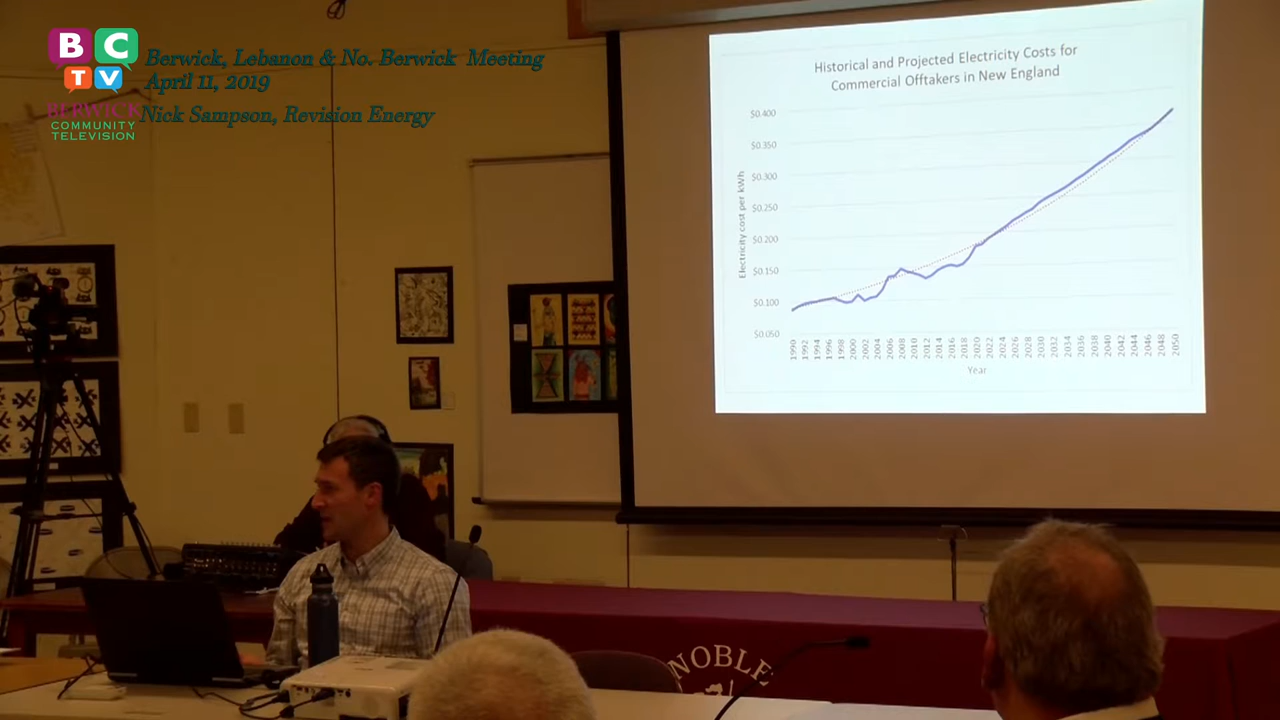 B C
TV
BERWICK
COMMUNITY
TELEVISION
Berwick, Lebanon & No. Berwick Meeting
April 11, 2019
Nick Sampson, Revision Energy
Historical and Projected Electricity Costs for
Commercial Offtakers in New England
$0.400
$0.350
$0.300
$0.250
$0.200
$0.150
$0.100
$0.050
Electricity cost per kWh
1990 1992 1994 1996 1998 2000 2002 2004 2006 2008 2010 2012 2014 2016 2018 2020 2022 2024 2026 2028 2030 2032 2034 2036 2038 2040 2042 2044 2046 2048 2050
Year
NOBLE